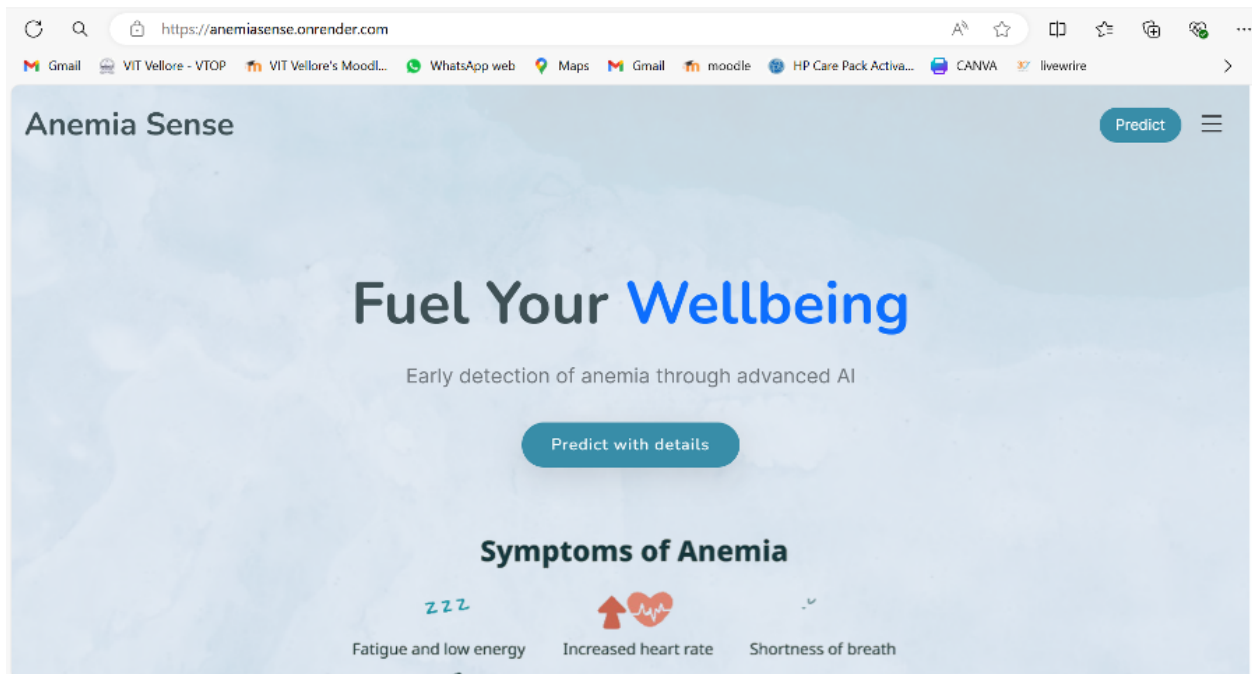 https://anemiasense.onrender.com
Gmail VIT Vellore - VTOP VIT Vellore's Moodl... WhatsApp web Maps Gmail moodle HP Care Pack Activa... CANVA livewrire
Anemia Sense
Predict
Fuel Your Wellbeing
Early detection of anemia through advanced AI
Predict with details
Symptoms of Anemia
zzz
Fatigue and low energy Increased heart rate Shortness of breath